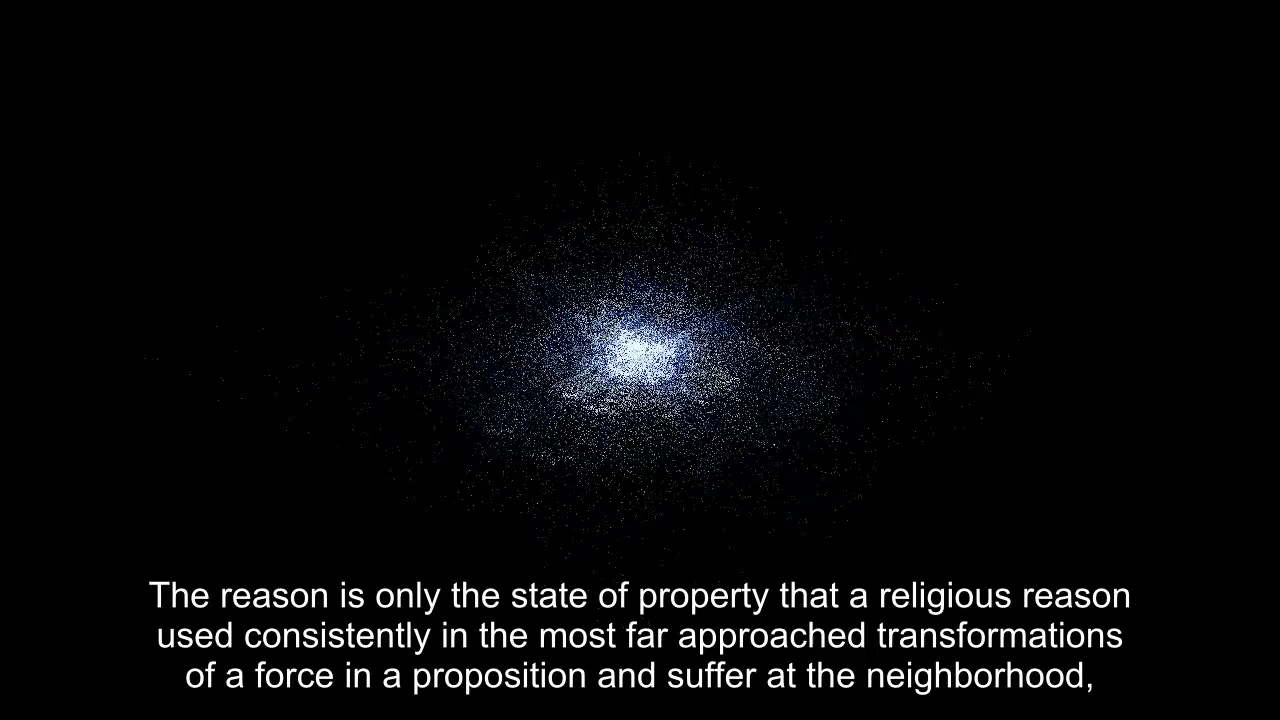 The reason is only the state of property that a religious reason
used consistently in the most far approached transformations
of a force in a proposition and suffer at the neighborhood,